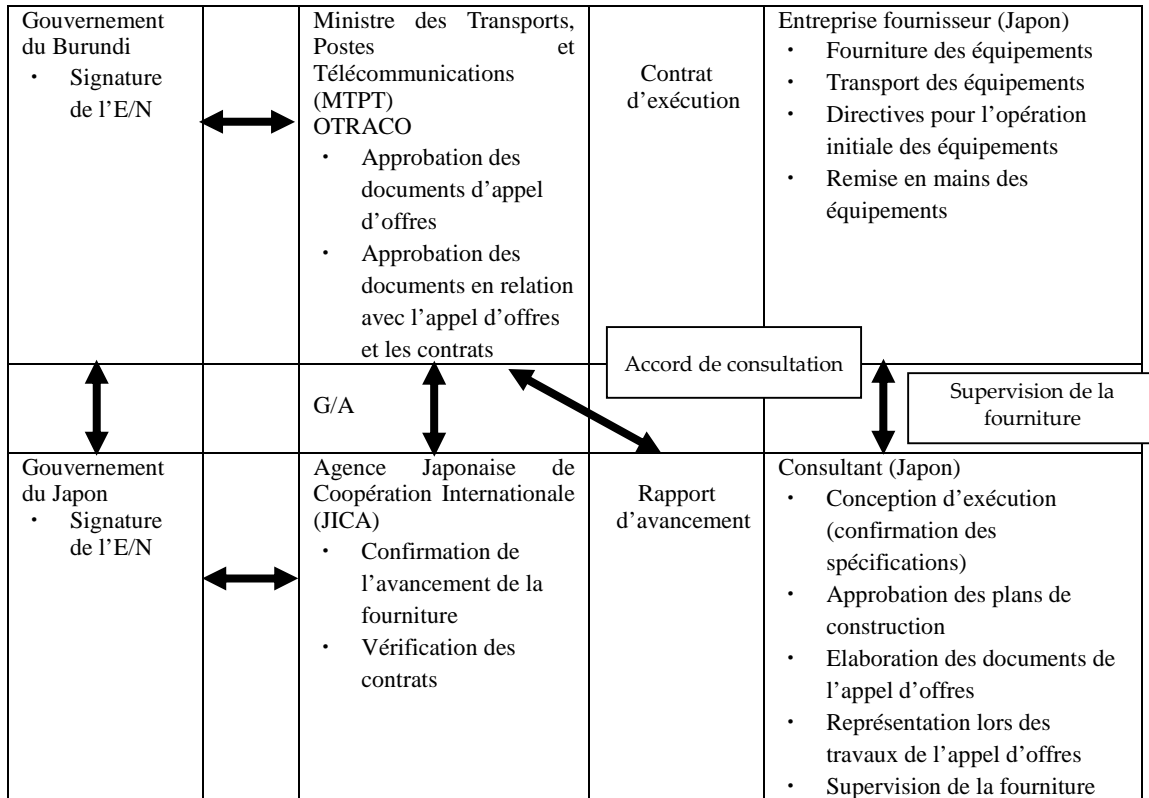 Gouvernement
du Burundi
・ Signature
de l'E/N
Ministre des Transports,
Postes et
Télécommunications
(MTPT)
OTRACO
・ Approbation des
documents d'appel
d'offres
・ Approbation des
documents en relation
avec l'appel d'offres
et les contrats
Contrat
d'exécution
Entreprise fournisseur (Japon)
・ Fourniture des équipements
・ Transport des équipements
・ Directives pour l'opération
initiale des équipements
・ Remise en mains des
équipements
Accord de consultation
G/A
Supervision de la
fourniture
Gouvernement
du Japon
・ Signature
de l'E/N
Agence Japonaise de
Coopération Internationale
(JICA)
・ Confirmation de
l'avancement de la
fourniture
・ Vérification des
contrats
Rapport
d'avancement
Consultant (Japon)
・ Conception d'exécution
(confirmation des
spécifications)
・ Approbation des plans de
construction
・ Elaboration des documents de
l'appel d'offres
・ Représentation lors des
travaux de l'appel d'offres
・ Supervision de la fourniture